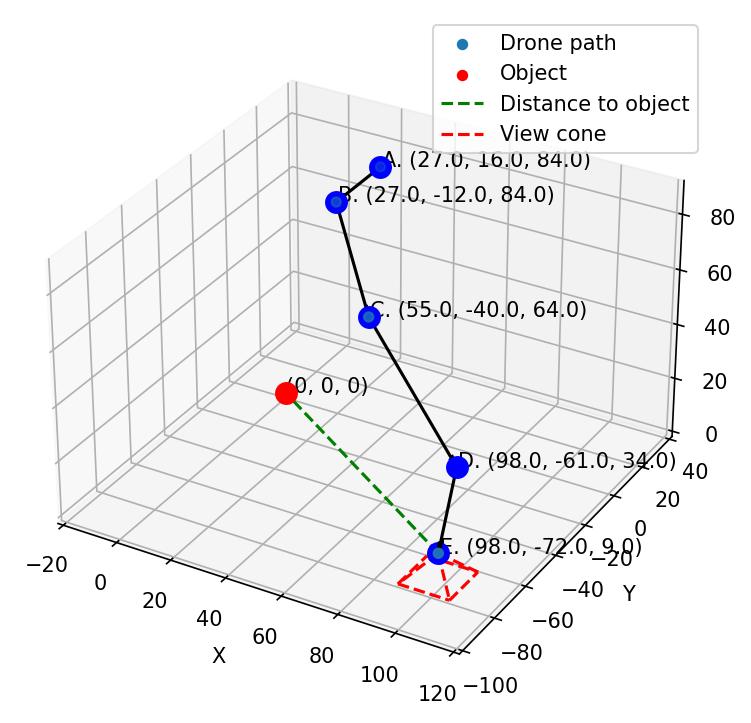 Drone path
Object
Distance to object
View cone
A. (27.0, 16.0, 84.0)
B. (27.0, -12.0, 84.0)
C. (55.0, -40.0, 64.0)
(0, 0, 0)
D. (98.0, -61.0, 34.0)
E. (98.0, -72.0, 9.0)
80
60
40
20
0
40
20
0
−20
−40
−60
−80
−100
Y
−20
0
20
40
60
80
100
120
X